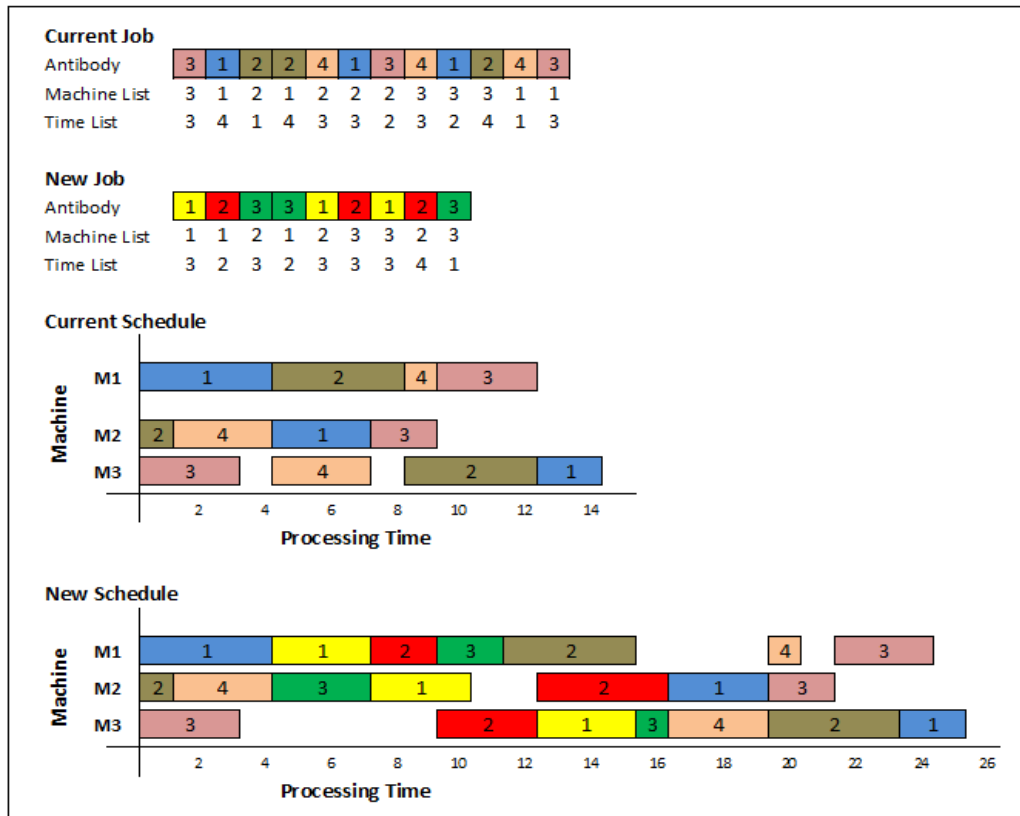 Current Job
Antibody 3 1 2 2 4 1 3 4 1 2 4 3
Machine List 3 1 2 1 2 2 2 3 3 3 1 1
Time List 3 4 1 4 3 3 2 3 2 4 1 3
New Job
Antibody 1 2 3 3 1 2 1 2 3
Machine List 1 1 2 1 2 3 3 2 3
Time List 3 2 3 2 3 3 3 4 1
Current Schedule
Machine
M1 1 2 4 3
M2 2 4 1 3
M3 3 4 2 1
2 4 6 8 10 12 14
Processing Time
New Schedule
Machine
M1 1 1 2 3 2 4 3
M2 2 4 3 1 2 1 3
M3 3 2 1 3 4 2 1
2 4 6 8 10 12 14 16 18 20 22 24 26
Processing Time